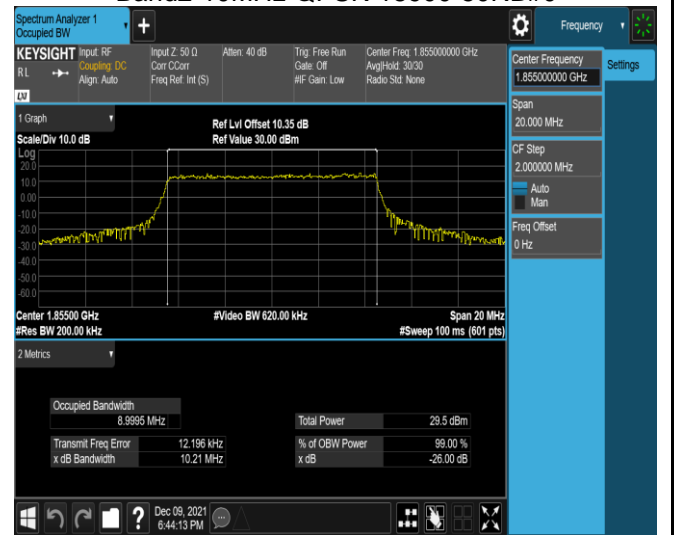 Spectrum Analyzer 1
Occupied BW
+
Frequency
KEYSIGHT
R L
Input: RF
Coupling: DC
Align: Auto
Input Z: 50 Ω
Corr CCorr
Freq Ref: Int (S)
Atten: 40 dB
Trig: Free Run
Gate: Off
#IF Gain: Low
Center Freq: 1.855000000 GHz
Avg|Hold: 30/30
Radio Std: None
LXI
Center Frequency
1.855000000 GHz
Settings
Span
20.000 MHz
CF Step
2.000000 MHz
Auto
Man
Freq Offset
0 Hz
1 Graph
Scale/Div 10.0 dB
Ref Lvl Offset 10.35 dB
Ref Value 30.00 dBm
Log
20.0
10.0
0.00
-10.0
-20.0
-30.0
-40.0
-50.0
-60.0
Center 1.85500 GHz
#Res BW 200.00 kHz
#Video BW 620.00 kHz
Span 20 MHz
#Sweep 100 ms (601 pts)
2 Metrics
Occupied Bandwidth
8.9995 MHz
Total Power 29.5 dBm
Transmit Freq Error 12.196 kHz
% of OBW Power 99.00 %
x dB Bandwidth 10.21 MHz
x dB -26.00 dB
?
Dec 09, 2021
6:44:13 PM